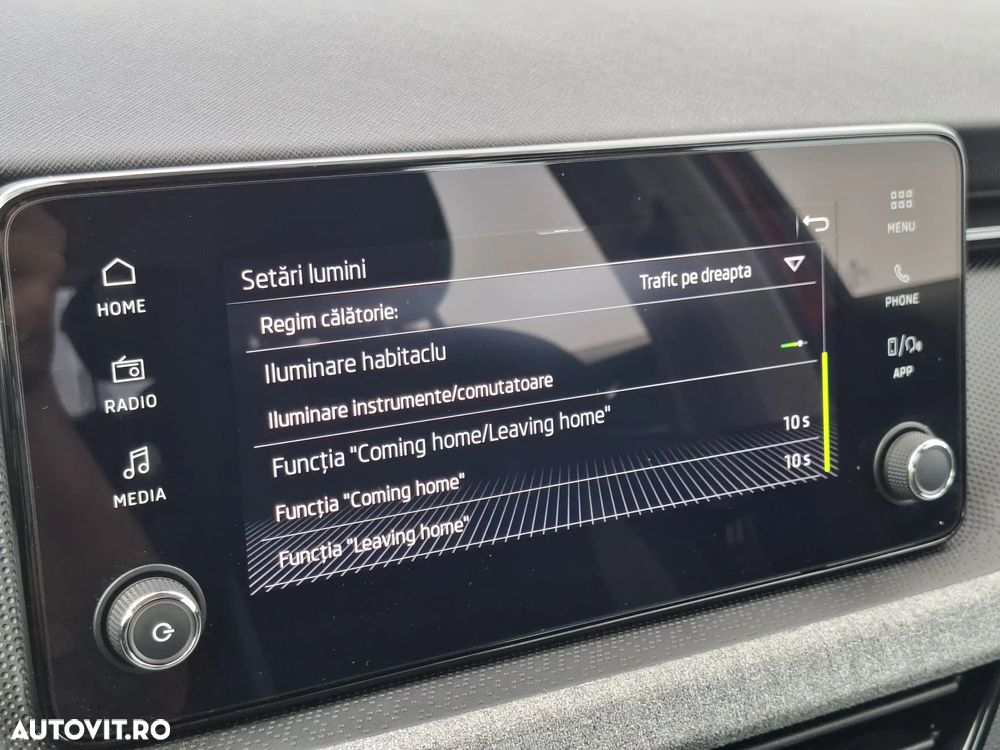 HOME
RADIO
MEDIA
Setări lumini
Regim călătorie: Trafic pe dreapta
Iluminare habitaclu
Iluminare instrumente/comutatoare
Funcția "Coming home/Leaving home"
Funcția "Coming home" 10 s
Funcția "Leaving home" 10 s
MENU
PHONE
APP
AUTOVIT.RO